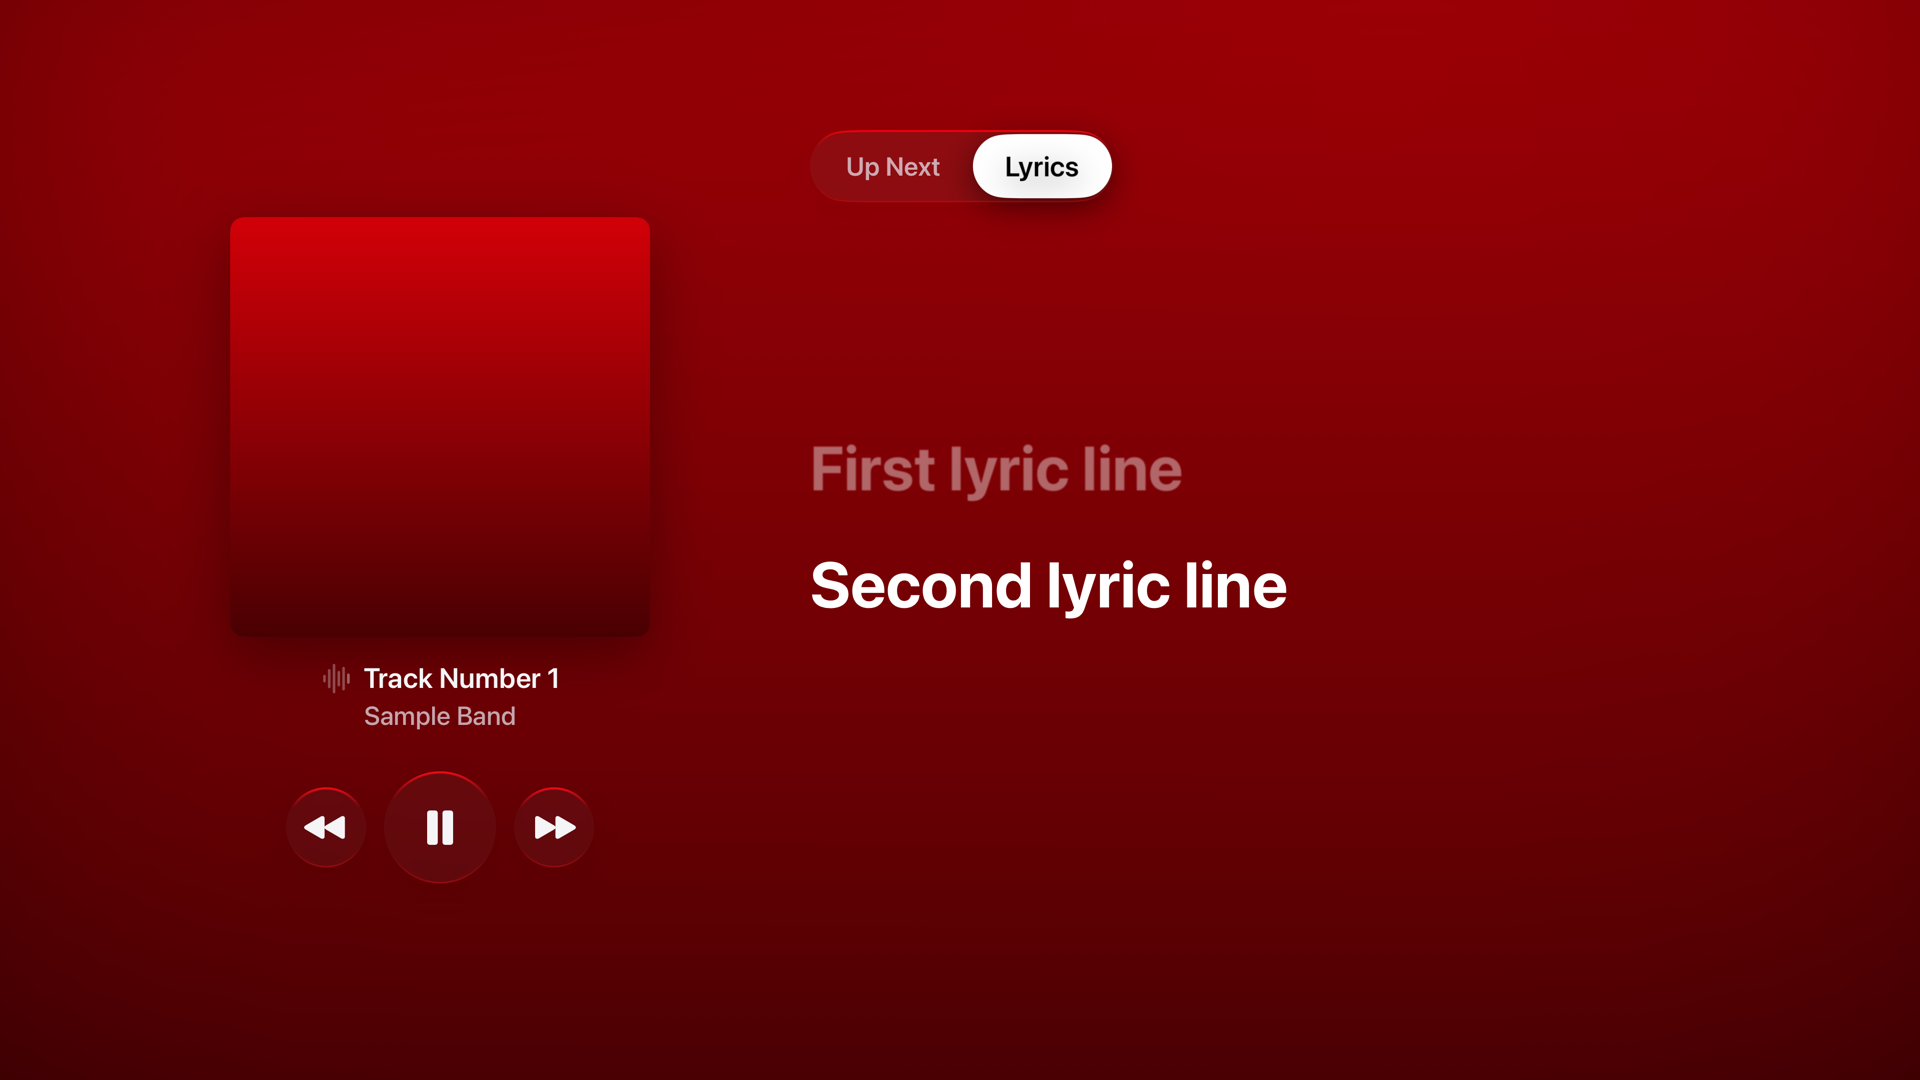 Up Next
Lyrics
First lyric line
Second lyric line
Track Number 1
Sample Band